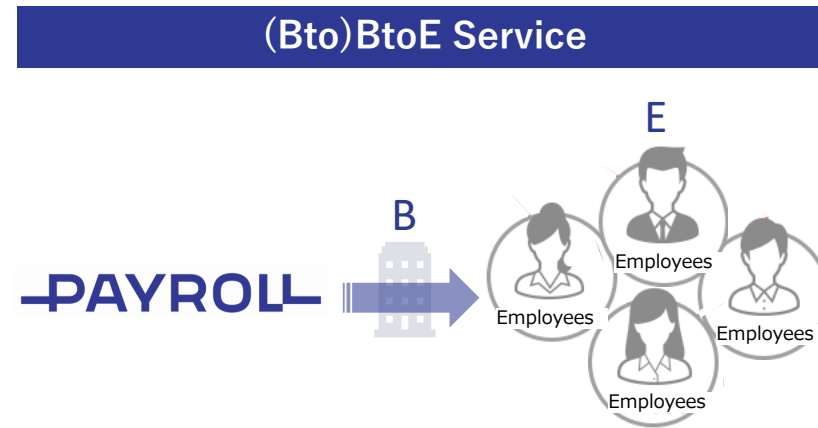 (Bto)BtoE Service
E
B
PAYROLL
Employees
Employees
Employees
Employees